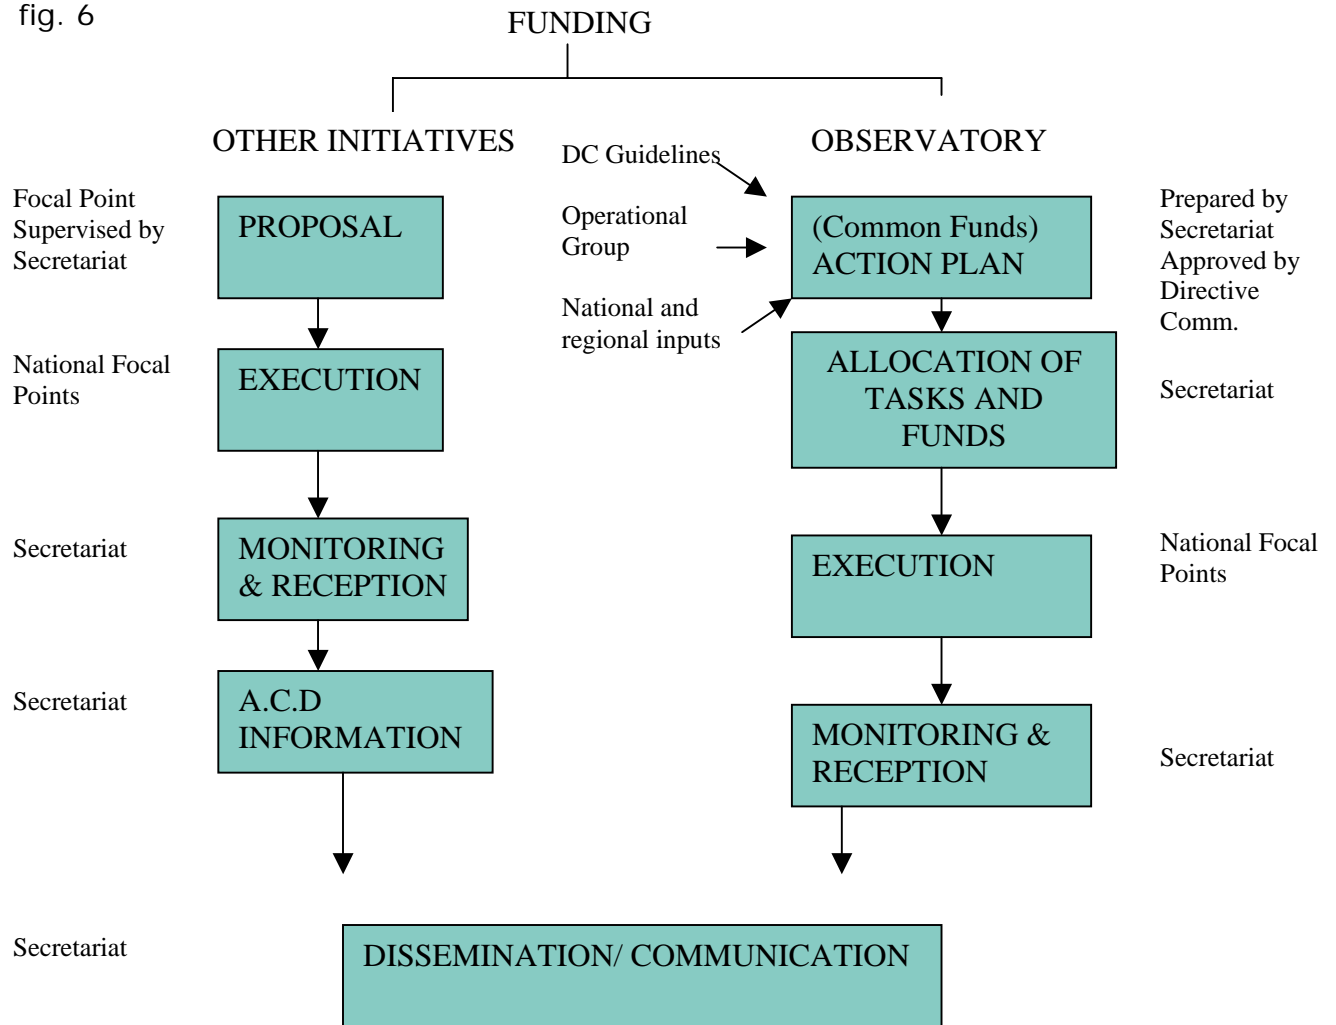 fig. 6
FUNDING
OTHER INITIATIVES
OBSERVATORY
DC Guidelines
Operational
Group
National and
regional inputs
Focal Point
Supervised by
Secretariat
PROPOSAL
(Common Funds)
ACTION PLAN
Prepared by
Secretariat
Approved by
Directive
Comm.
National Focal
Points
EXECUTION
ALLOCATION OF
TASKS AND
FUNDS
Secretariat
Secretariat
MONITORING
& RECEPTION
EXECUTION
National Focal
Points
Secretariat
A.C.D
INFORMATION
MONITORING &
RECEPTION
Secretariat
Secretariat
DISSEMINATION/ COMMUNICATION